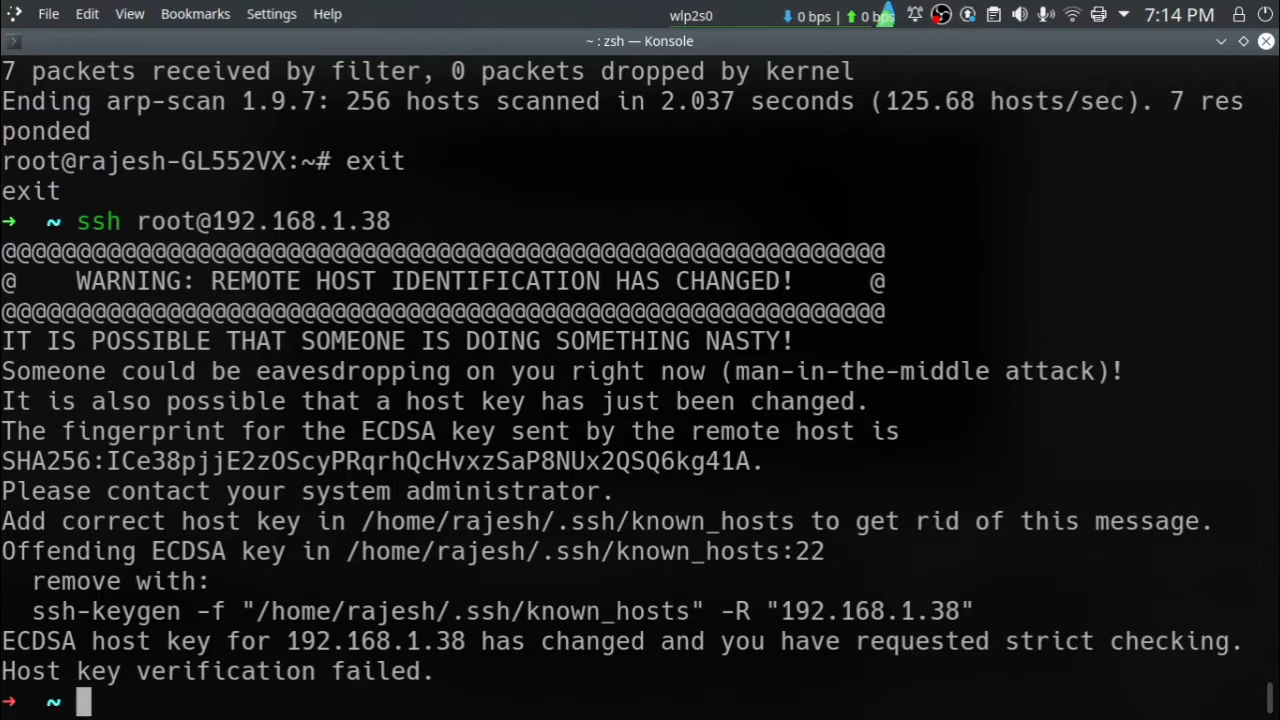 File Edit View Bookmarks Settings Help wlp2s0 0 bps | 0 bps 7:14 PM
~ : zsh — Konsole
7 packets received by filter, 0 packets dropped by kernel
Ending arp-scan 1.9.7: 256 hosts scanned in 2.037 seconds (125.68 hosts/sec). 7 res
ponded
root@rajesh-GL552VX:~# exit
exit
➜ ~ ssh root@192.168.1.38
@@@@@@@@@@@@@@@@@@@@@@@@@@@@@@@@@@@@@@@@@@@@@@@@@@@@@@@@@@@
@ WARNING: REMOTE HOST IDENTIFICATION HAS CHANGED! @
@@@@@@@@@@@@@@@@@@@@@@@@@@@@@@@@@@@@@@@@@@@@@@@@@@@@@@@@@@@
IT IS POSSIBLE THAT SOMEONE IS DOING SOMETHING NASTY!
Someone could be eavesdropping on you right now (man-in-the-middle attack)!
It is also possible that a host key has just been changed.
The fingerprint for the ECDSA key sent by the remote host is
SHA256:ICe38pjjE2zOScyPRqrhQcHvxzSaP8NUx2QSQ6kg41A.
Please contact your system administrator.
Add correct host key in /home/rajesh/.ssh/known_hosts to get rid of this message.
Offending ECDSA key in /home/rajesh/.ssh/known_hosts:22
remove with:
ssh-keygen -f "/home/rajesh/.ssh/known_hosts" -R "192.168.1.38"
ECDSA host key for 192.168.1.38 has changed and you have requested strict checking.
Host key verification failed.
➜ ~